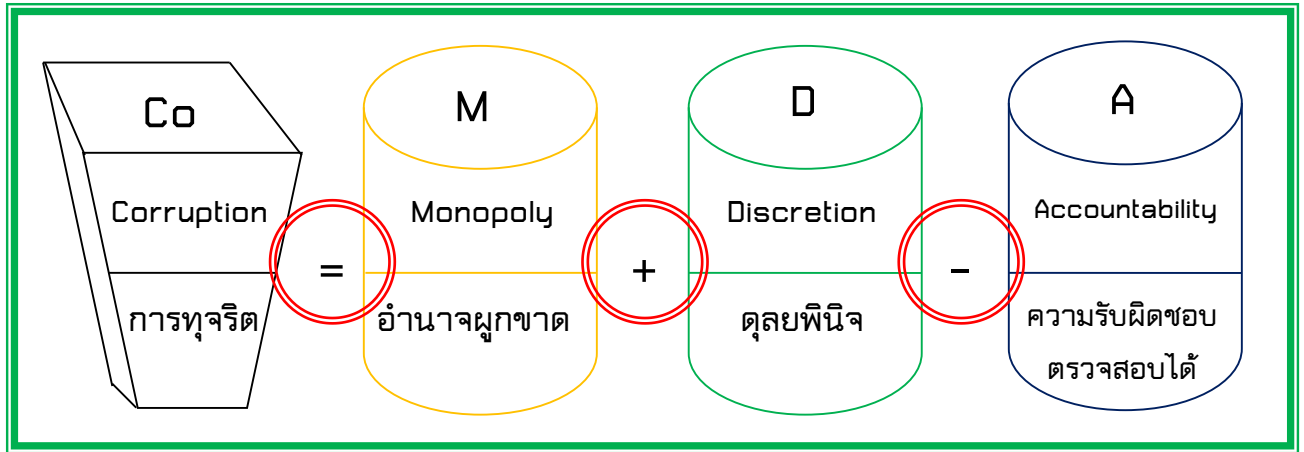 Co
Corruption
การทุจริต
=
M
Monopoly
อำนาจผูกขาด
+
D
Discretion
ดุลยพินิจ
-
A
Accountability
ความรับผิดชอบ
ตรวจสอบได้